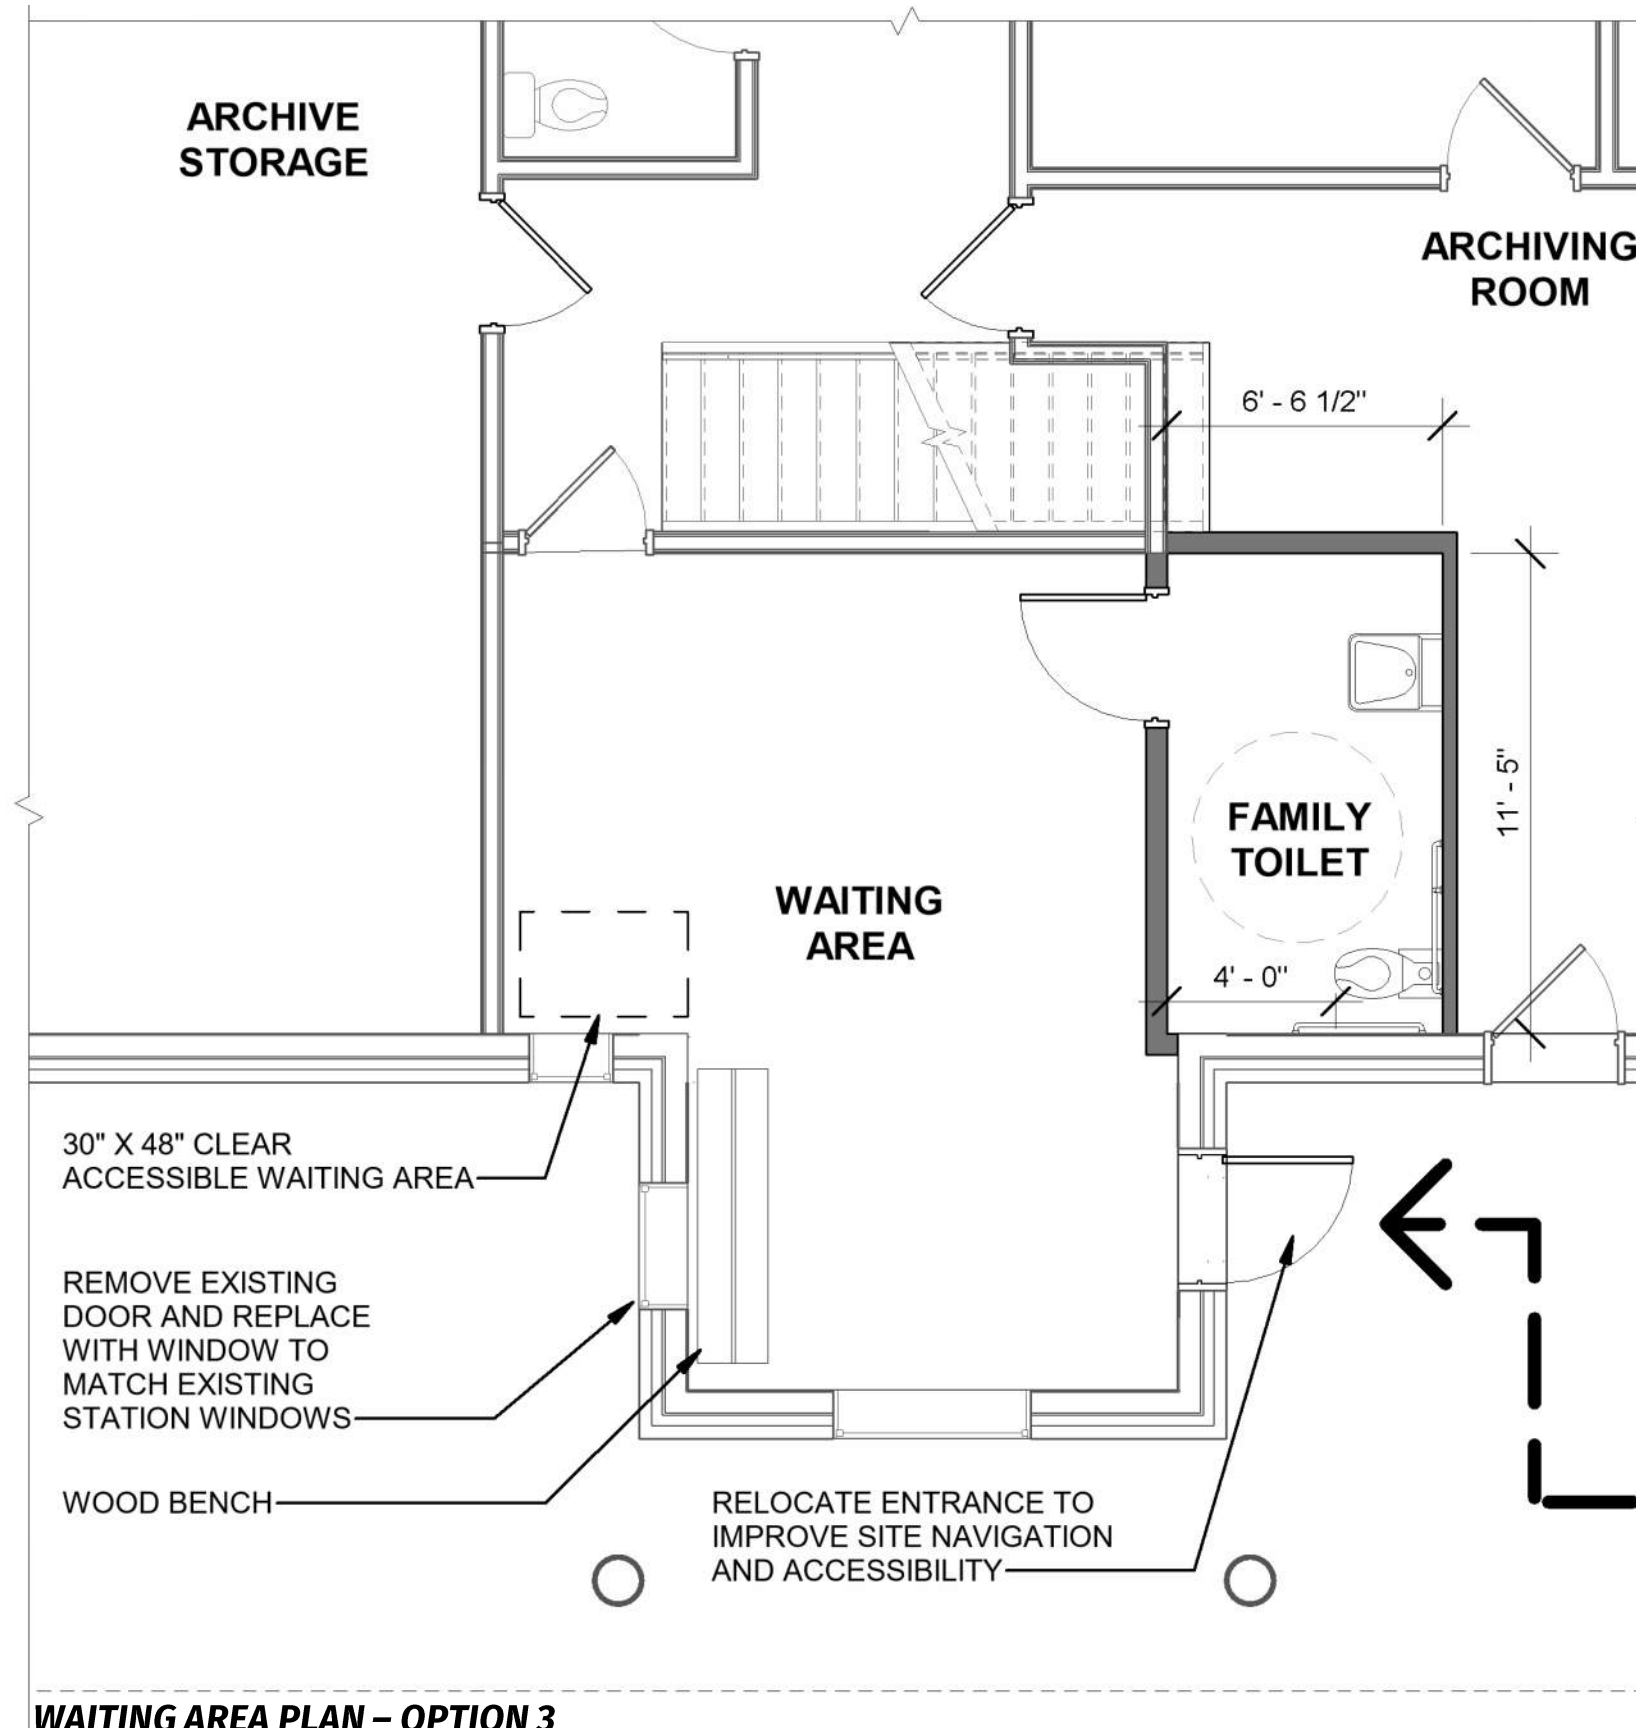 ARCHIVE
STORAGE
ARCHIVING
ROOM
6' - 6 1/2"
11' - 5"
FAMILY
TOILET
WAITING
AREA
4' - 0"
30" X 48" CLEAR
ACCESSIBLE WAITING AREA
REMOVE EXISTING
DOOR AND REPLACE
WITH WINDOW TO
MATCH EXISTING
STATION WINDOWS
WOOD BENCH
RELOCATE ENTRANCE TO
IMPROVE SITE NAVIGATION
AND ACCESSIBILITY
WAITING AREA PLAN – OPTION 3